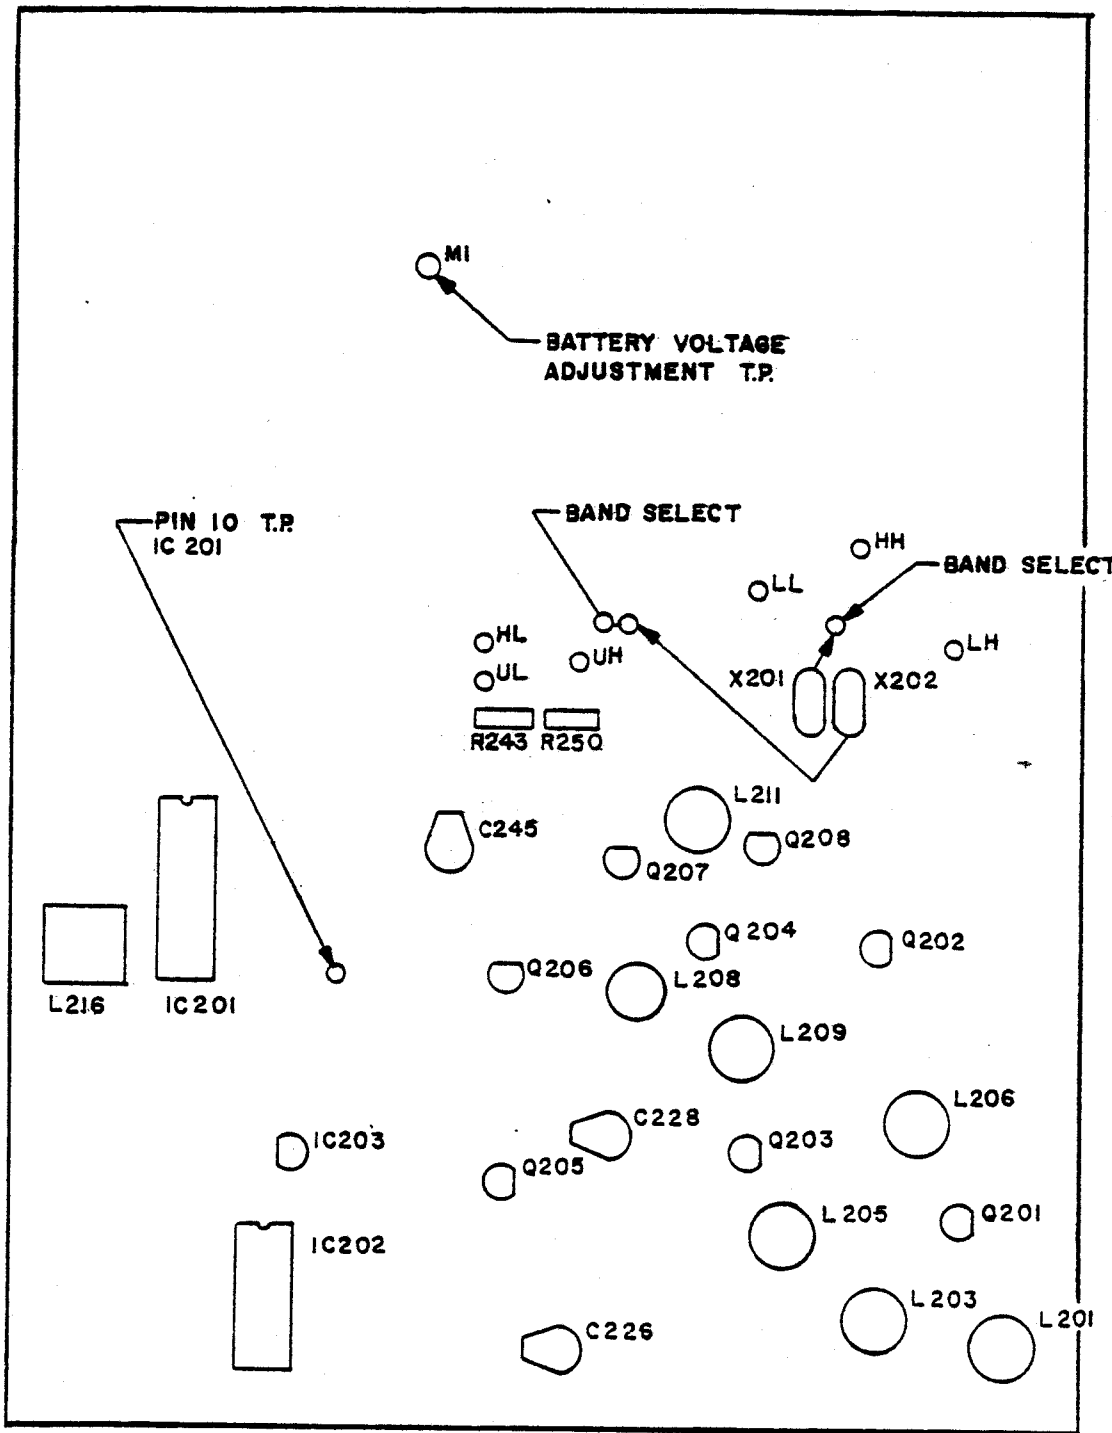 M1
BATTERY VOLTAGE
ADJUSTMENT T.P.
PIN 10 T.P.
IC 201
BAND SELECT
HH
BAND SELECT
LL
HL
UH
LH
UL
X201
X202
R243
R250
L211
C245
Q208
Q207
Q204
Q202
Q206
L208
L216
IC201
L209
L206
C228
IC203
Q203
Q205
L205
Q201
IC202
L203
L201
C226